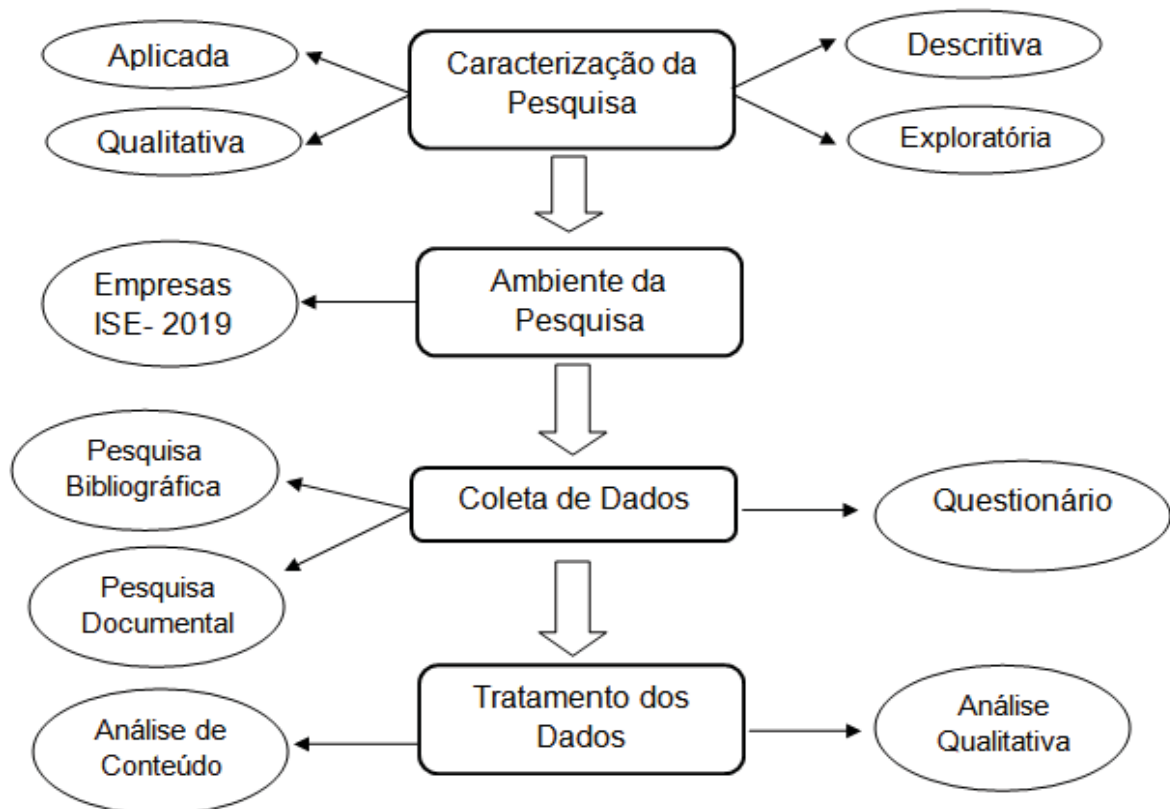 Aplicada
Qualitativa
Caracterização da
Pesquisa
Descritiva
Exploratória
Empresas
ISE- 2019
Ambiente da
Pesquisa
Pesquisa
Bibliográfica
Pesquisa
Documental
Coleta de Dados
Questionário
Análise de
Conteúdo
Tratamento dos
Dados
Análise
Qualitativa